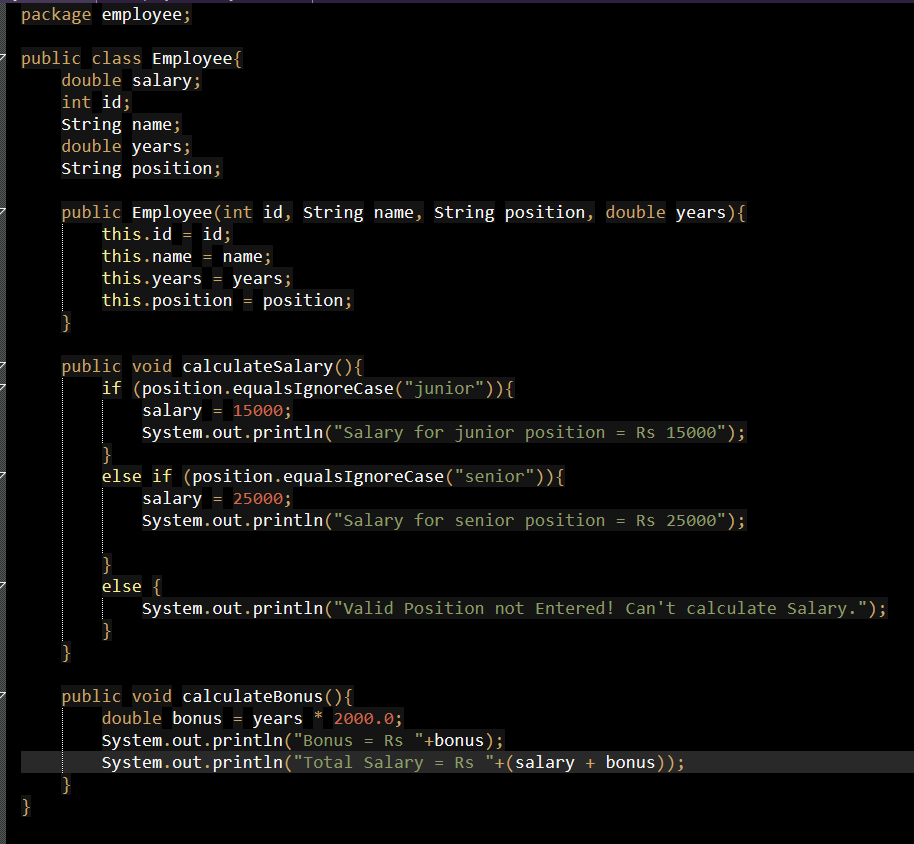 package employee;
public class Employee{
double salary;
int id;
String name;
double years;
String position;
public Employee(int id, String name, String position, double years){
this.id = id;
this.name = name;
this.years = years;
this.position = position;
}
public void calculateSalary(){
if (position.equalsIgnoreCase("junior")){
salary = 15000;
System.out.println("Salary for junior position = Rs 15000");
}
else if (position.equalsIgnoreCase("senior")){
salary = 25000;
System.out.println("Salary for senior position = Rs 25000");
}
else {
System.out.println("Valid Position not Entered! Can't calculate Salary.");
}
}
public void calculateBonus(){
double bonus = years * 2000.0;
System.out.println("Bonus = Rs "+bonus);
System.out.println("Total Salary = Rs "+(salary + bonus));
}
}